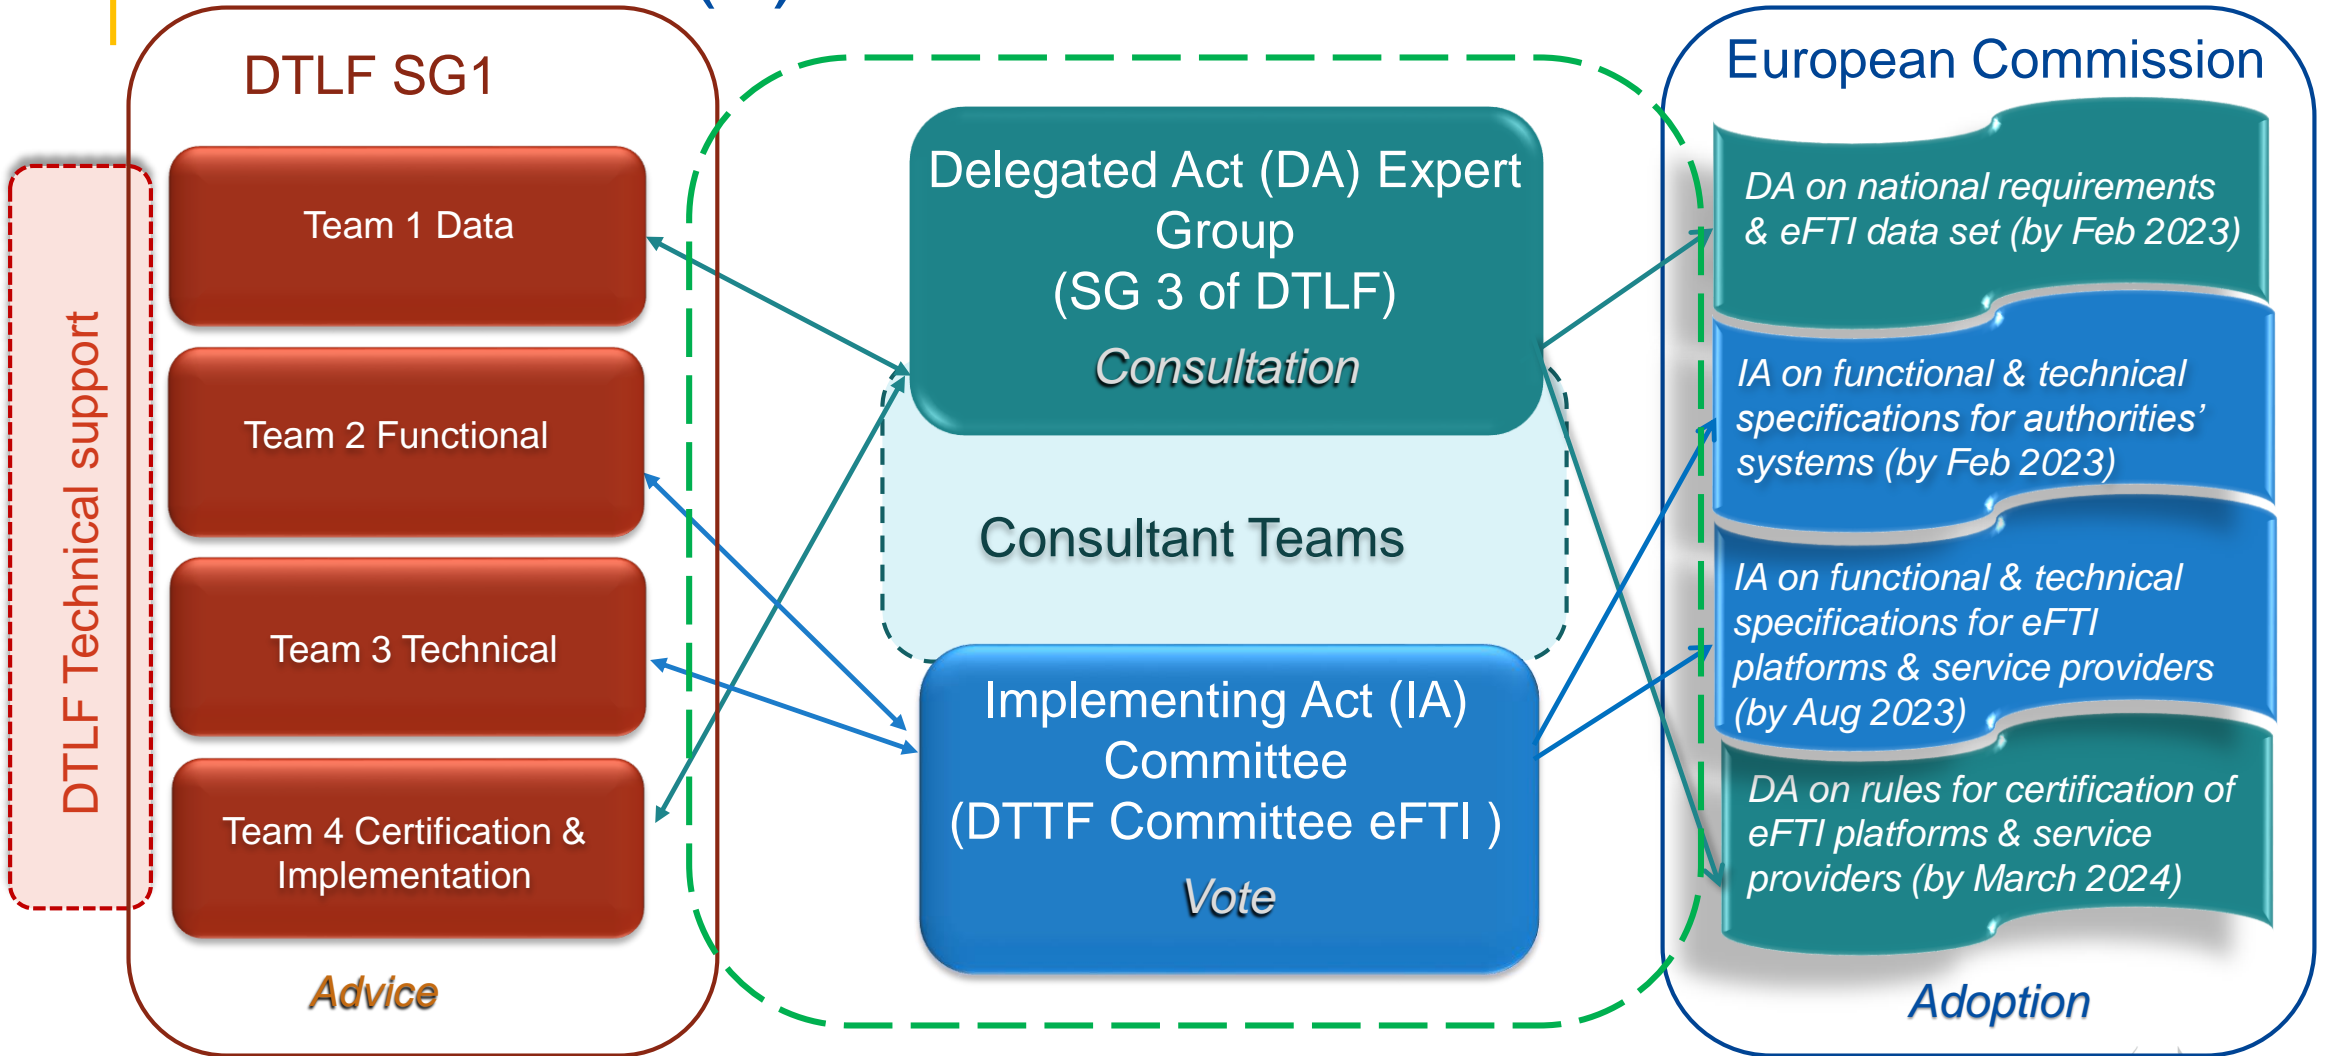 DTLF SG1
DTLF Technical support
Team 1 Data
Team 2 Functional
Team 3 Technical
Team 4 Certification &
Implementation
Advice
Delegated Act (DA) Expert
Group
(SG 3 of DTLF)
Consultation
Consultant Teams
Implementing Act (IA)
Committee
(DTTF Committee eFTI )
Vote
European Commission
DA on national requirements
& eFTI data set (by Feb 2023)
IA on functional & technical
specifications for authorities’
systems (by Feb 2023)
IA on functional & technical
specifications for eFTI
platforms & service providers
(by Aug 2023)
DA on rules for certification of
eFTI platforms & service
providers (by March 2024)
Adoption